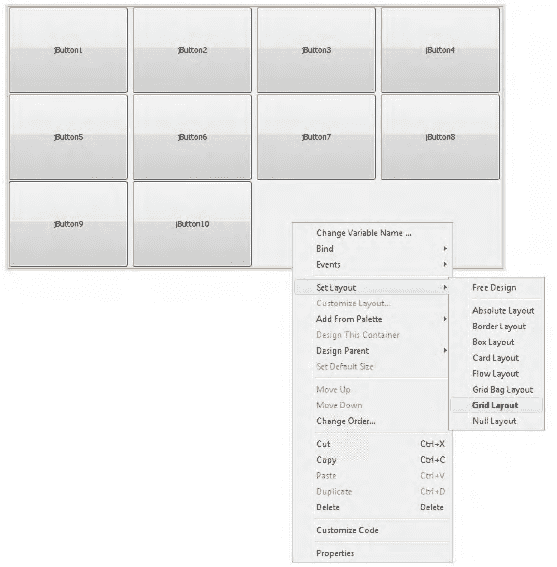 jButton1 jButton2 jButton3 jButton4
jButton5 jButton6 jButton7 jButton8
jButton9 jButton10
Change Variable Name ...
Bind
Events
Set Layout
Customize Layout...
Add From Palette
Design This Container
Design Parent
Set Default Size
Move Up
Move Down
Change Order...
Cut Ctrl+X
Copy Ctrl+C
Paste Ctrl+V
Duplicate Ctrl+D
Delete Delete
Customize Code
Properties
Free Design
Absolute Layout
Border Layout
Box Layout
Card Layout
Flow Layout
Grid Bag Layout
Grid Layout
Null Layout